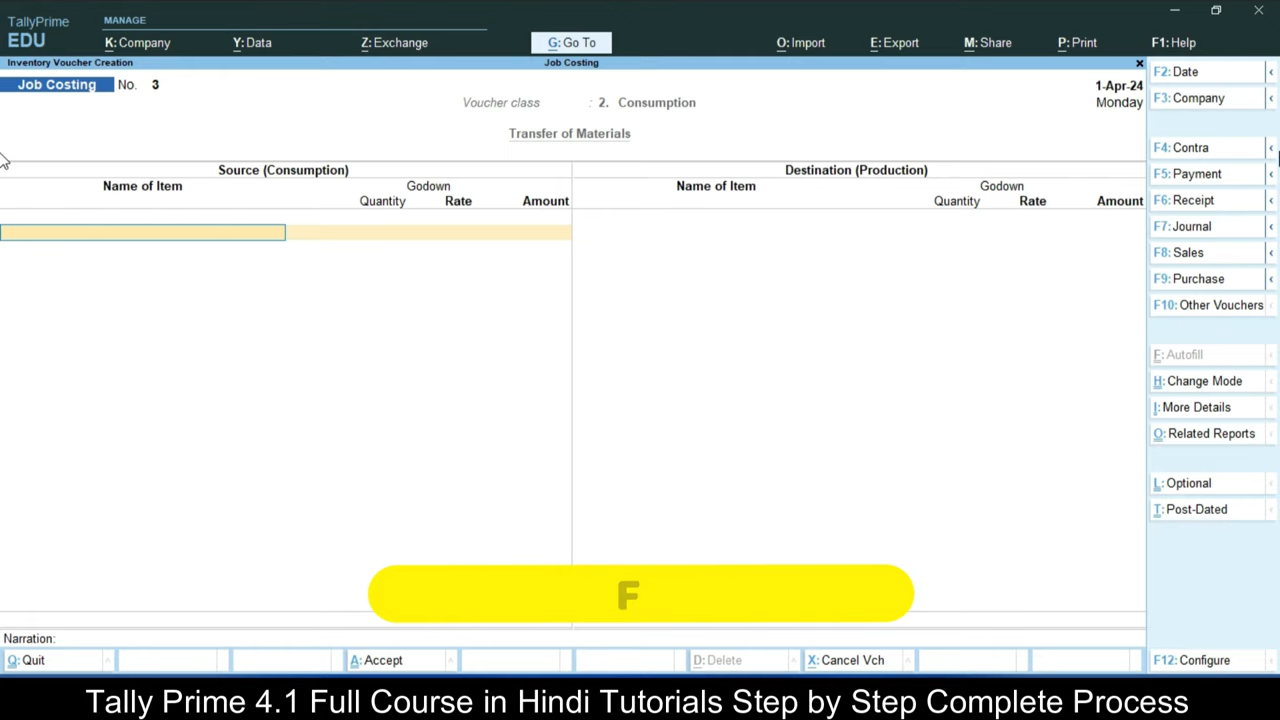 TallyPrime
EDU
MANAGE
K: Company
Y: Data
Z: Exchange
G: Go To
O: Import
E: Export
M: Share
P: Print
F1: Help
Inventory Voucher Creation
Job Costing
×
Job Costing No. 3
1-Apr-24
Monday
Voucher class : 2. Consumption
Transfer of Materials
Source (Consumption)
Destination (Production)
Name of Item
Godown
Quantity Rate Amount
Name of Item
Godown
Quantity Rate Amount
F2: Date
F3: Company
F4: Contra
F5: Payment
F6: Receipt
F7: Journal
F8: Sales
F9: Purchase
F10: Other Vouchers
F: Autofill
H: Change Mode
I: More Details
O: Related Reports
L: Optional
T: Post-Dated
F
Narration:
Q: Quit
A: Accept
D: Delete
X: Cancel Vch
F12: Configure
Tally Prime 4.1 Full Course in Hindi Tutorials Step by Step Complete Process